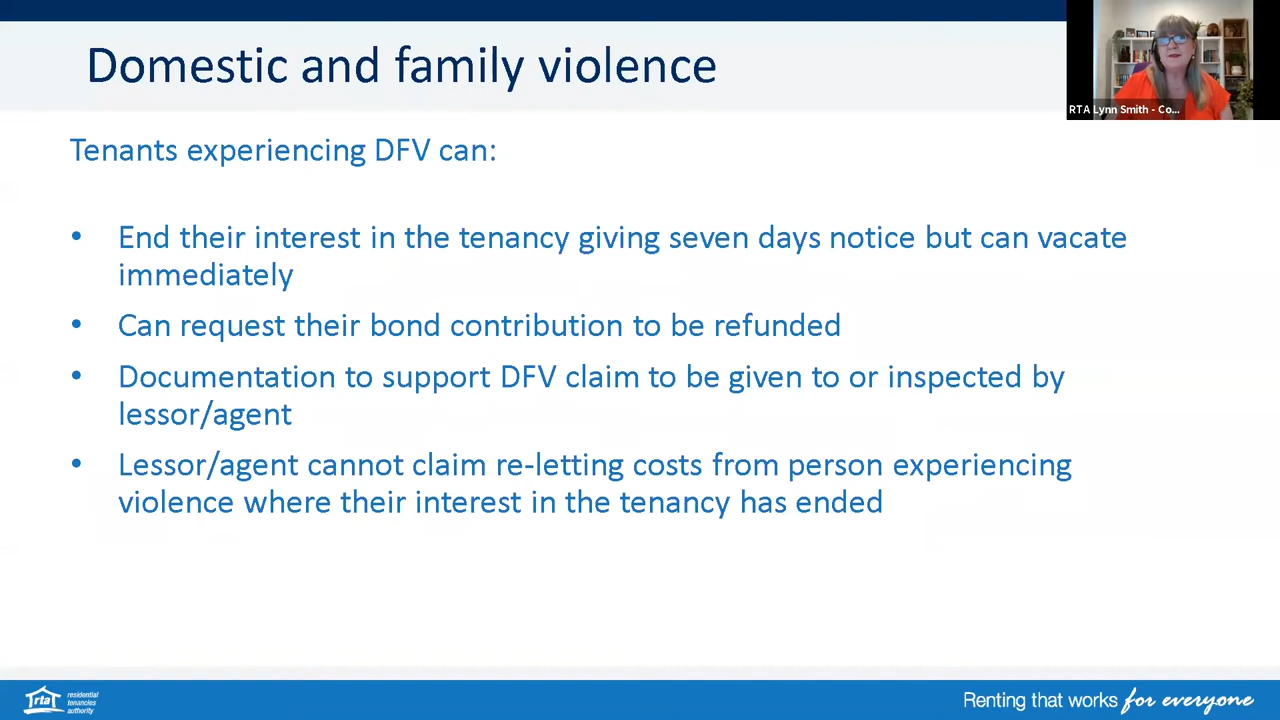 Domestic and family violence
RTA Lynn Smith - Co...
Tenants experiencing DFV can:
• End their interest in the tenancy giving seven days notice but can vacate
immediately
• Can request their bond contribution to be refunded
• Documentation to support DFV claim to be given to or inspected by
lessor/agent
• Lessor/agent cannot claim re-letting costs from person experiencing
violence where their interest in the tenancy has ended
rta
residential
tenancies
authority
Renting that works for everyone